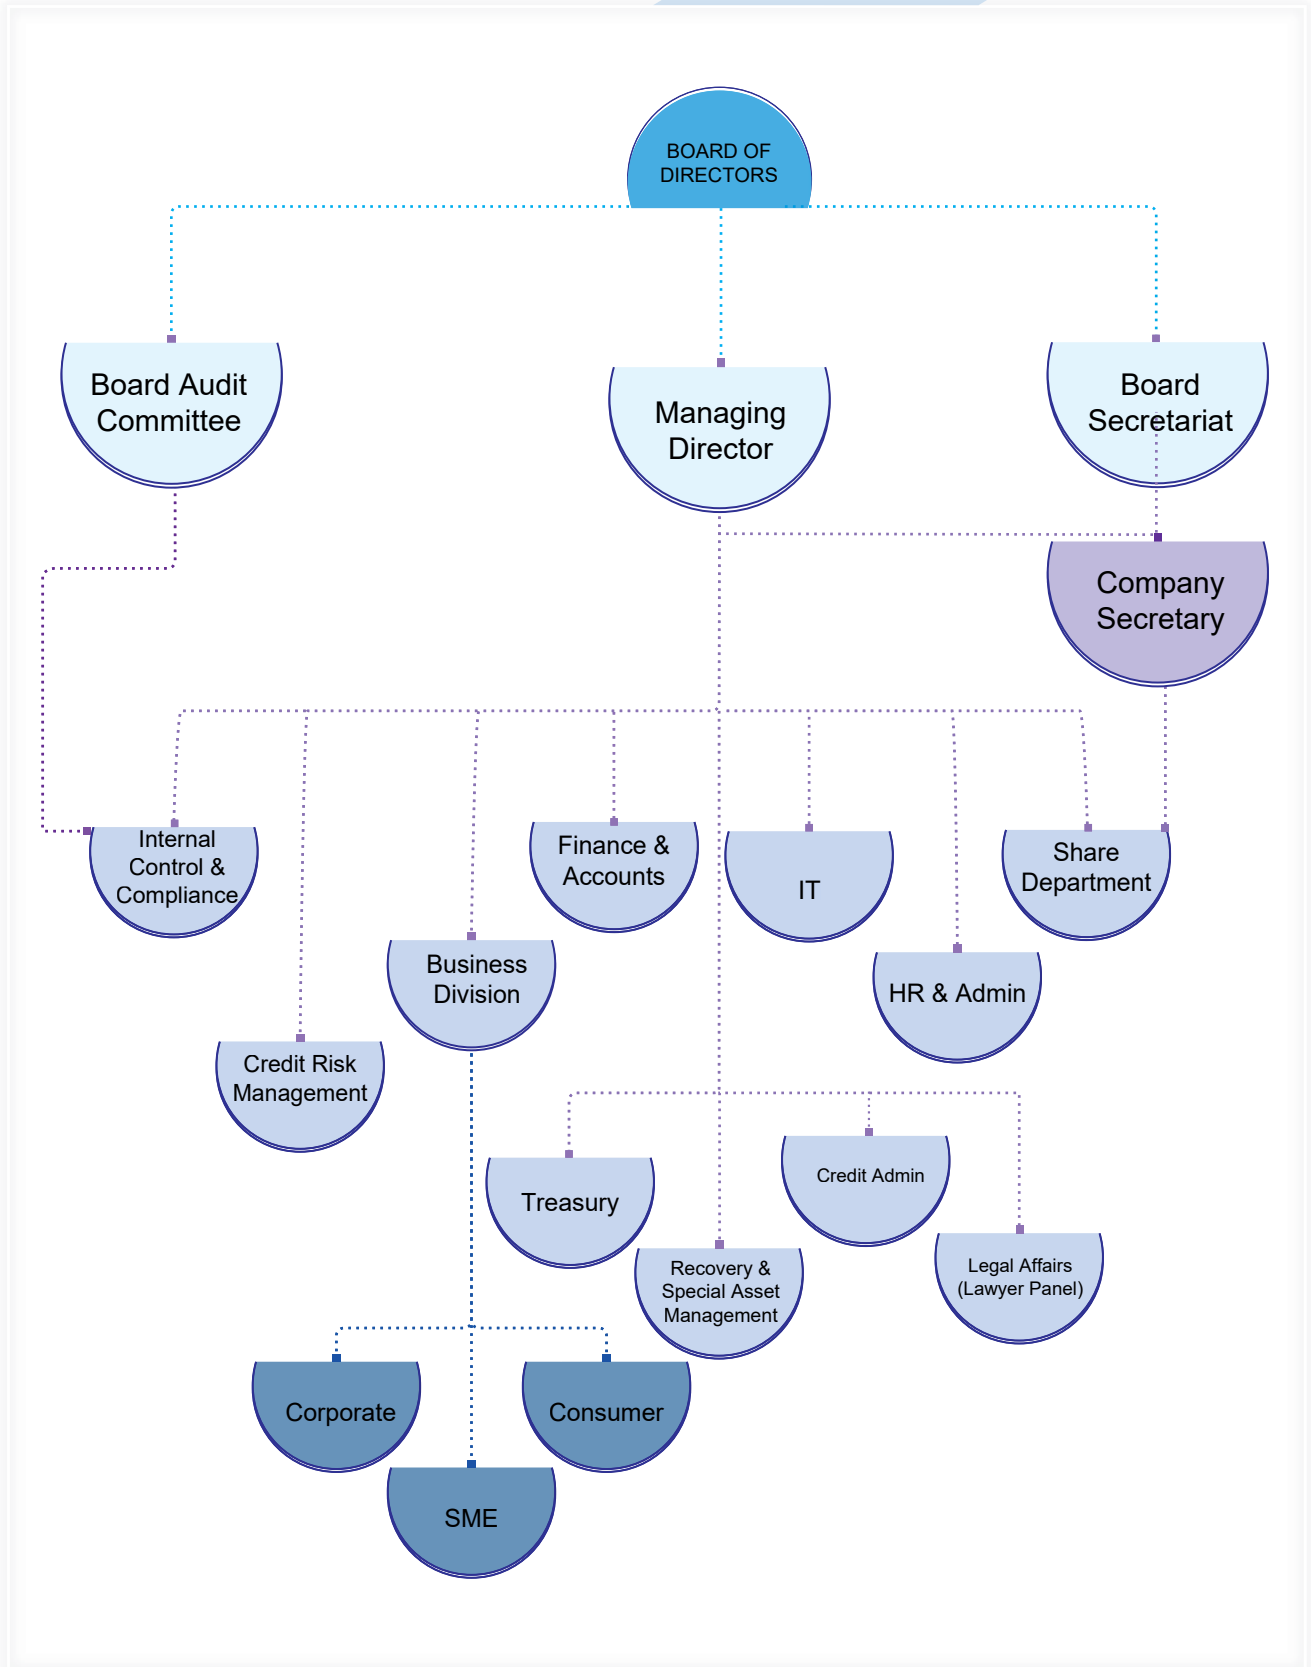 BOARD OF
DIRECTORS
Board Audit
Committee
Managing
Director
Board
Secretariat
Company
Secretary
Internal
Control &
Compliance
Finance &
Accounts
IT
Share
Department
Business
Division
HR & Admin
Credit Risk
Management
Treasury
Credit Admin
Recovery &
Special Asset
Management
Legal Affairs
(Lawyer Panel)
Corporate
Consumer
SME